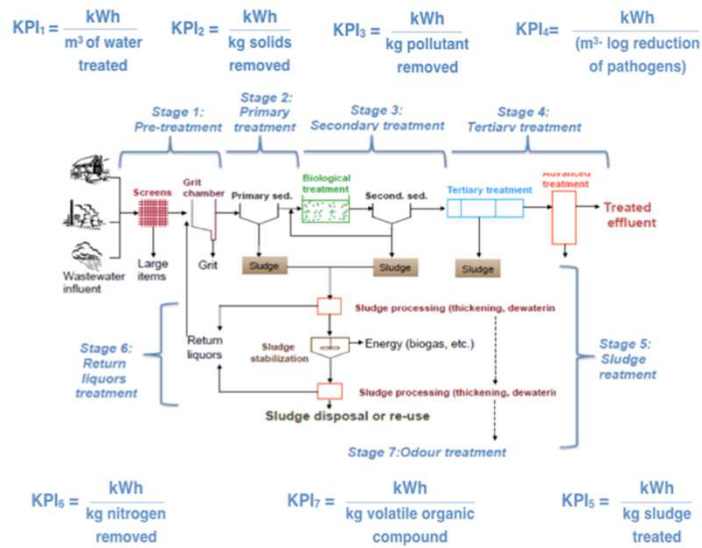 KPI₁ = kWh / m³ of water treated
KPI₂ = kWh / kg solids removed
KPI₃ = kWh / kg pollutant removed
KPI₄= kWh / (m³· log reduction of pathogens)
Stage 1:
Pre-treatment
Stage 2:
Primary
treatment
Stage 3:
Secondary treatment
Stage 4:
Tertiary treatment
Screens
Grit
chamber
Primary sed.
Biological
treatment
Second. sed.
Tertiary treatment
Advanced
treatment
Treated
effluent
Wastewater
influent
Large
items
Grit
Sludge
Sludge
Sludge
Sludge processing (thickening, dewaterin
Stage 6:
Return
liquors
treatment
Return
liquors
Sludge
stabilization
Energy (biogas, etc.)
Stage 5:
Sludge
reatment
Sludge processing (thickening, dewaterin
Sludge disposal or re-use
Stage 7:Odour treatment
KPI₆ = kWh / kg nitrogen removed
KPI₇ = kWh / kg volatile organic compound
KPI₅ = kWh / kg sludge treated